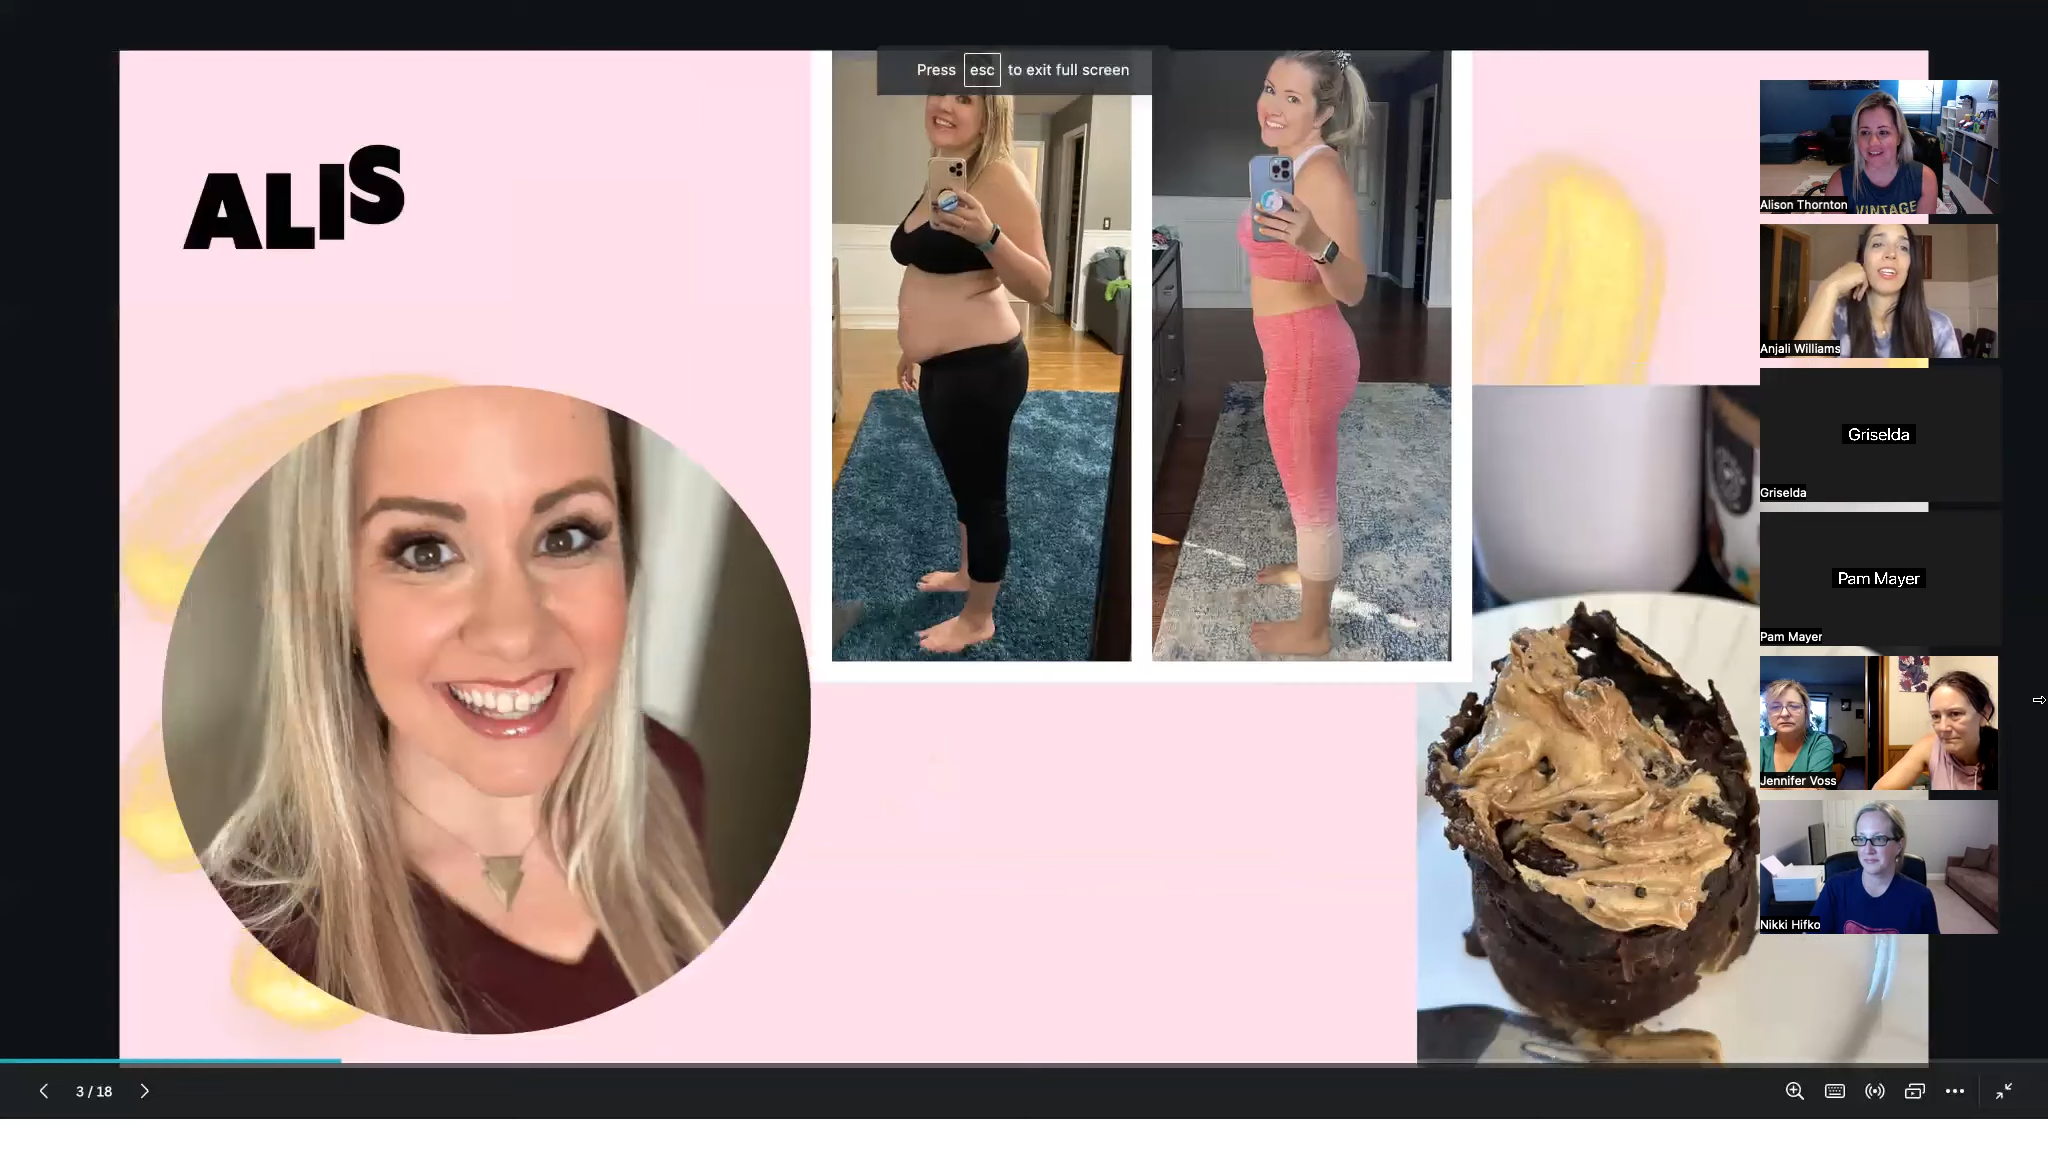 Press esc to exit full screen
ALIS
VINTAGE
Alison Thornton
Anjali Williams
Griselda
Griselda
Pam Mayer
Pam Mayer
Jennifer Voss
Nikki Hifko
3 / 18